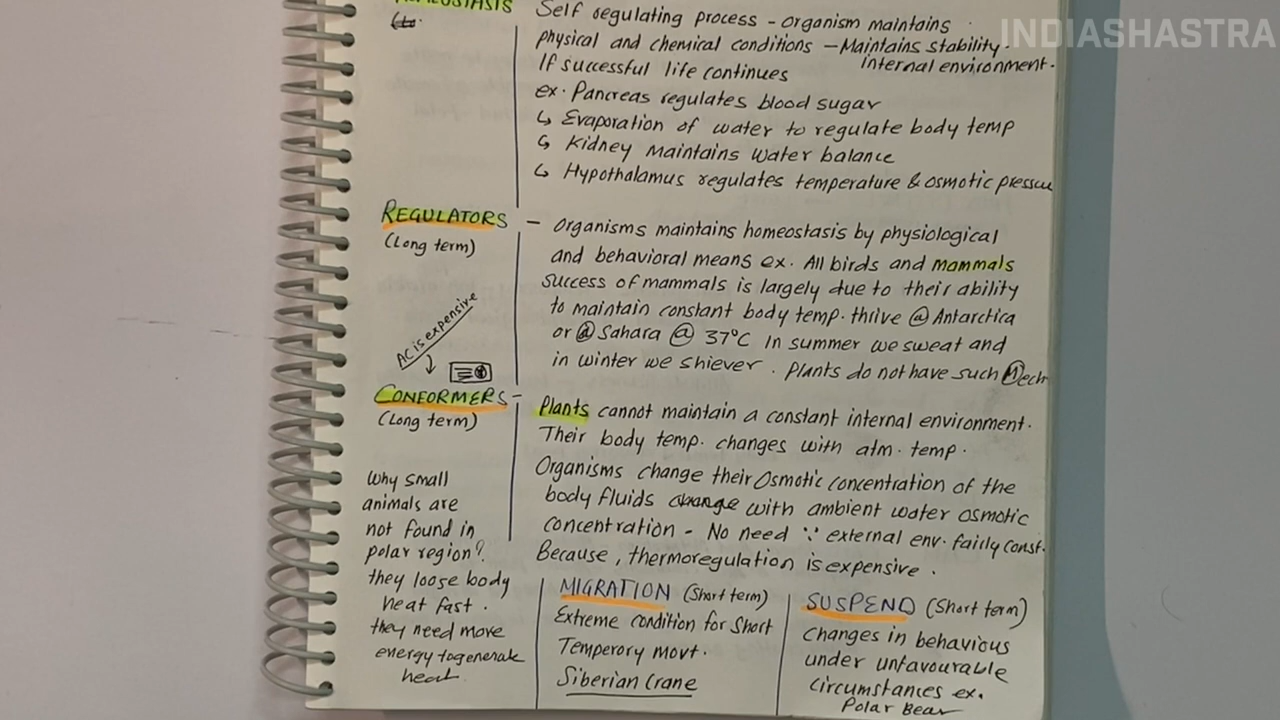 INDIASHASTRA
HOMEOSTASIS
Self regulating process - Organism maintains
physical and chemical conditions - Maintains stability.
internal environment.
If successful life continues
ex. Pancreas regulates blood sugar
↳ Evaporation of water to regulate body temp
↳ Kidney Maintains water balance
↳ Hypothalamus regulates temperature & osmotic pressure
REGULATORS -
(Long term)
Organisms maintains homeostasis by physiological
and behavioral means ex. All birds and mammals
Success of mammals is largely due to their ability
to maintain constant body temp. thrive @ Antarctica
or @ Sahara @ 37°C In summer we sweat and
in winter we shiever. Plants do not have such Mech
AC is expensive
CONFORMERS -
(Long term)
Plants cannot maintain a constant internal environment.
Their body temp. changes with atm. temp.
Organisms change their Osmotic concentration of the
body fluids change with ambient water osmotic
concentration - No need ∵ external env. fairly const.
Because, thermoregulation is expensive.
Why small
animals are
not found in
polar region?
they loose body
heat fast.
they need move
energy to generate
heat
MIGRATION (Short term)
Extreme condition for short
Temperory movt.
Siberian Crane
SUSPEND (Short term)
Changes in behavious
under unfavourable
circumstances ex.
Polar Bear